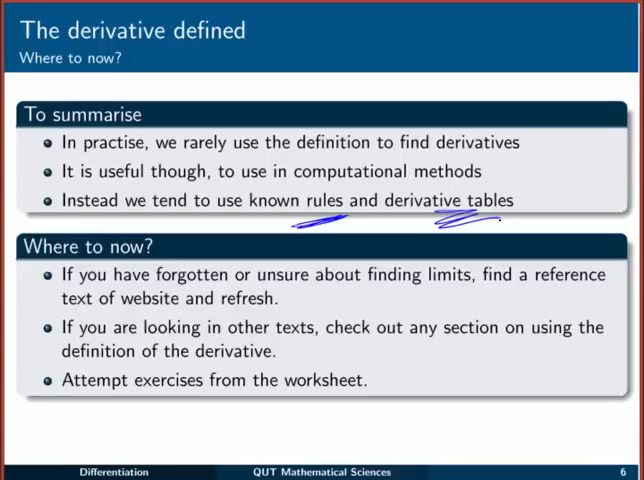 The derivative defined
Where to now?
To summarise
In practise, we rarely use the definition to find derivatives
It is useful though, to use in computational methods
Instead we tend to use known rules and derivative tables
Where to now?
If you have forgotten or unsure about finding limits, find a reference
text of website and refresh.
If you are looking in other texts, check out any section on using the
definition of the derivative.
Attempt exercises from the worksheet.
Differentiation QUT Mathematical Sciences 6